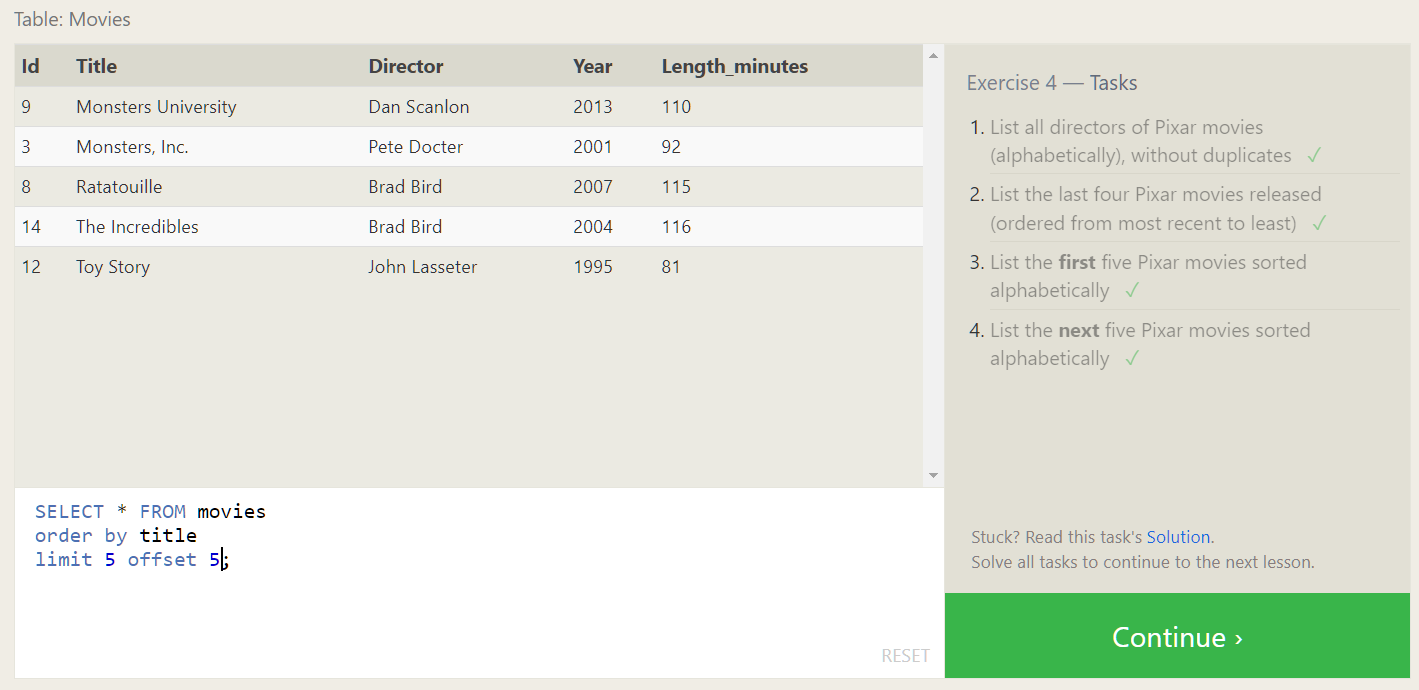 Table: Movies
Id Title Director Year Length_minutes
9 Monsters University Dan Scanlon 2013 110
3 Monsters, Inc. Pete Docter 2001 92
8 Ratatouille Brad Bird 2007 115
14 The Incredibles Brad Bird 2004 116
12 Toy Story John Lasseter 1995 81
SELECT * FROM movies
order by title
limit 5 offset 5;
RESET
Exercise 4 — Tasks
1. List all directors of Pixar movies
(alphabetically), without duplicates ✓
2. List the last four Pixar movies released
(ordered from most recent to least) ✓
3. List the first five Pixar movies sorted
alphabetically ✓
4. List the next five Pixar movies sorted
alphabetically ✓
Stuck? Read this task's Solution.
Solve all tasks to continue to the next lesson.
Continue ›